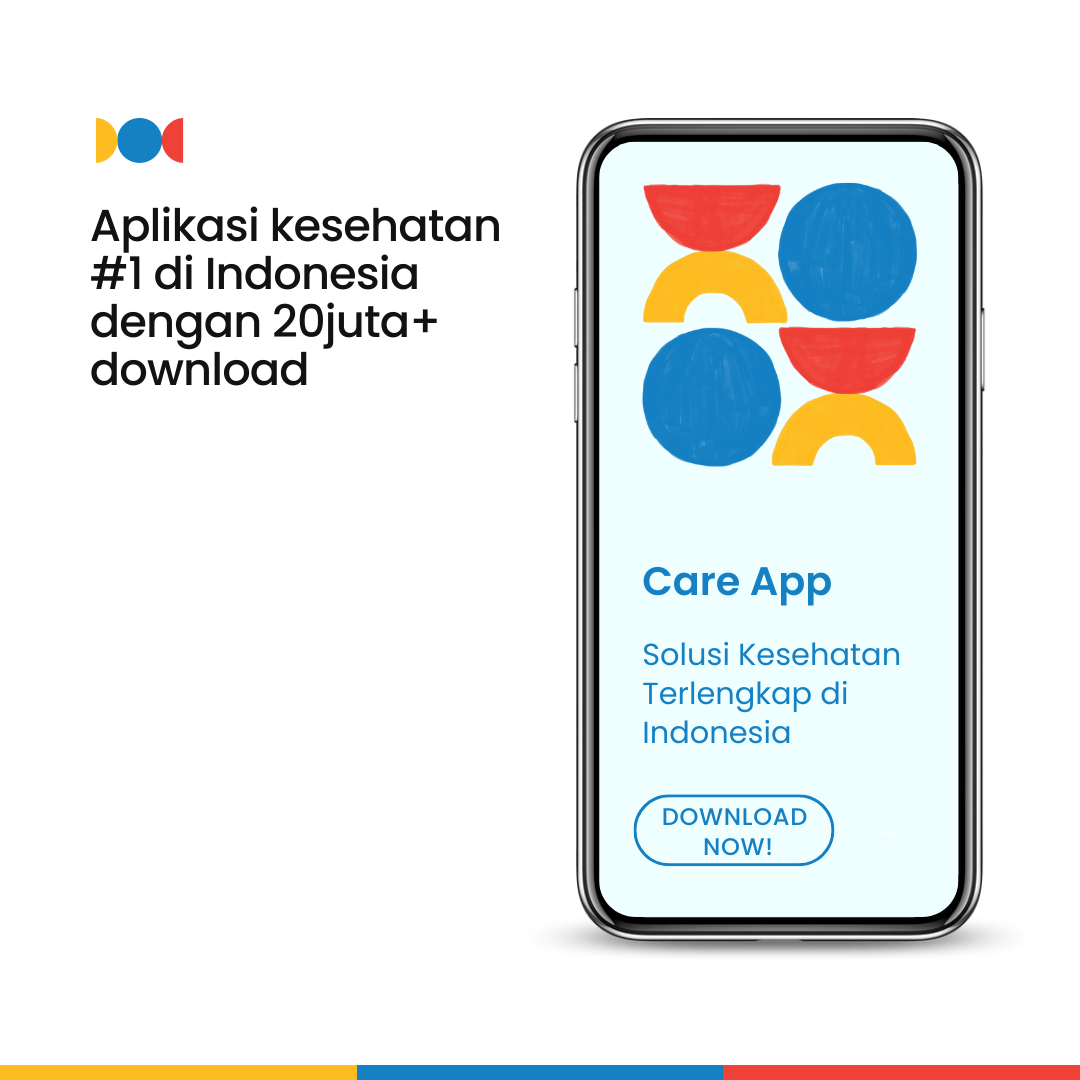 Aplikasi kesehatan
#1 di Indonesia
dengan 20juta+
download
Care App
Solusi Kesehatan
Terlengkap di
Indonesia
DOWNLOAD
NOW!